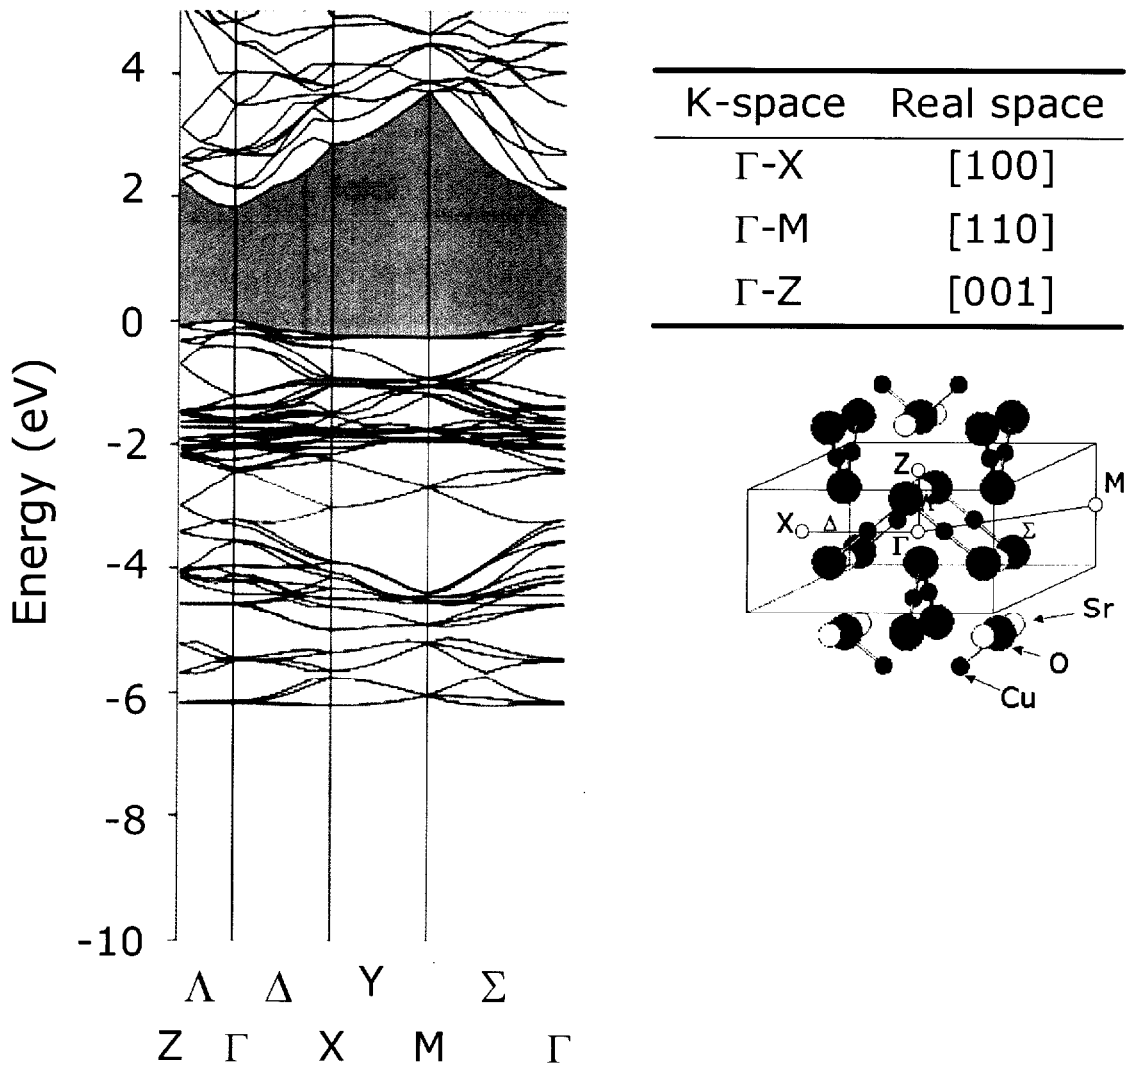 4
2
0
-2
-4
-6
-8
-10
Energy (eV)
Λ Δ Y Σ
Z Γ X M Γ
K-space Real space
Γ-X [100]
Γ-M [110]
Γ-Z [001]
Z
M
X Δ Γ Σ
Sr
O
Cu